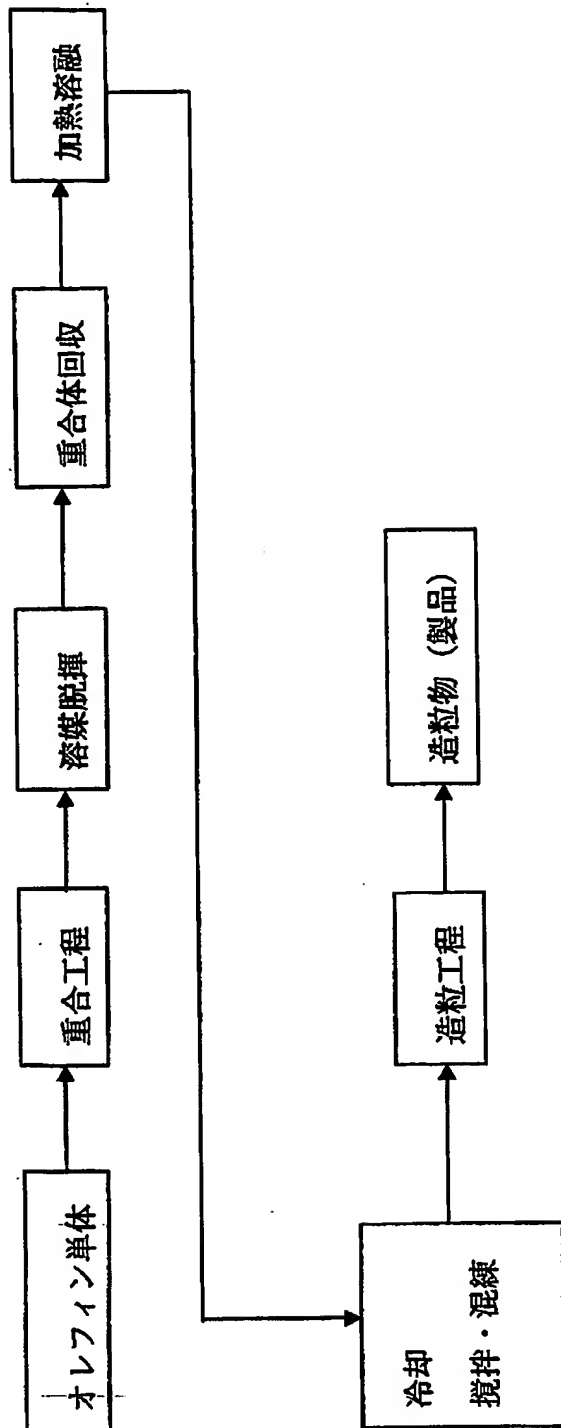 オレフィン単体
重合工程
溶媒脱揮
重合体回収
加熱溶融
冷却
攪拌・混練
造粒工程
造粒物（製品）